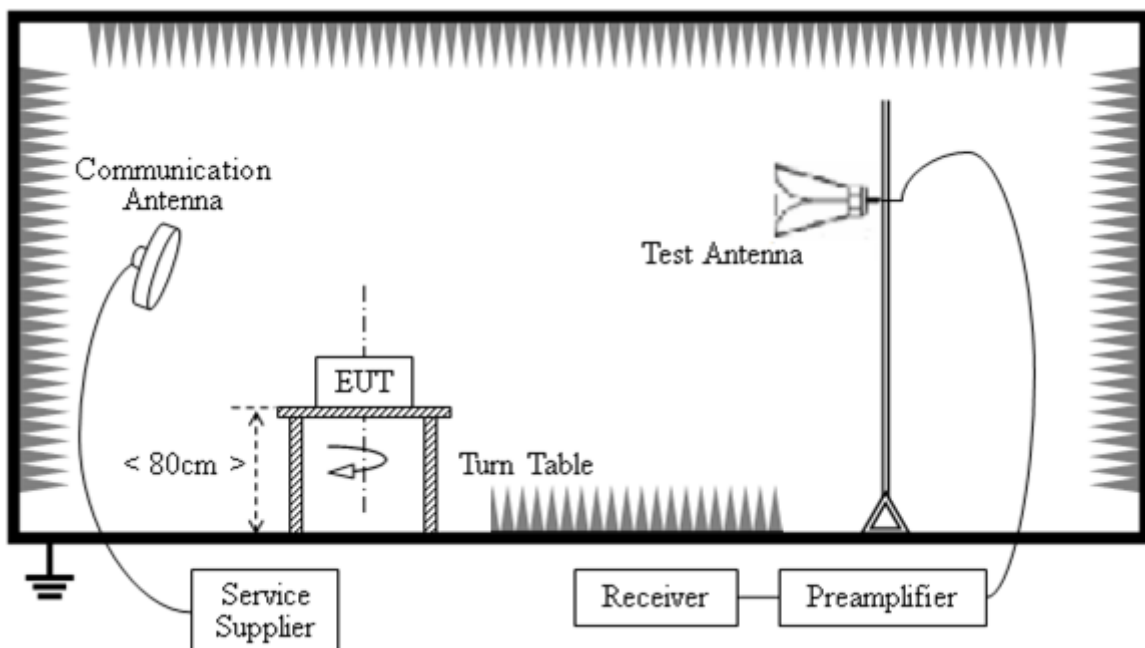 Communication
Antenna
Test Antenna
EUT
< 80cm >
Turn Table
Service
Supplier
Receiver
Preamplifier